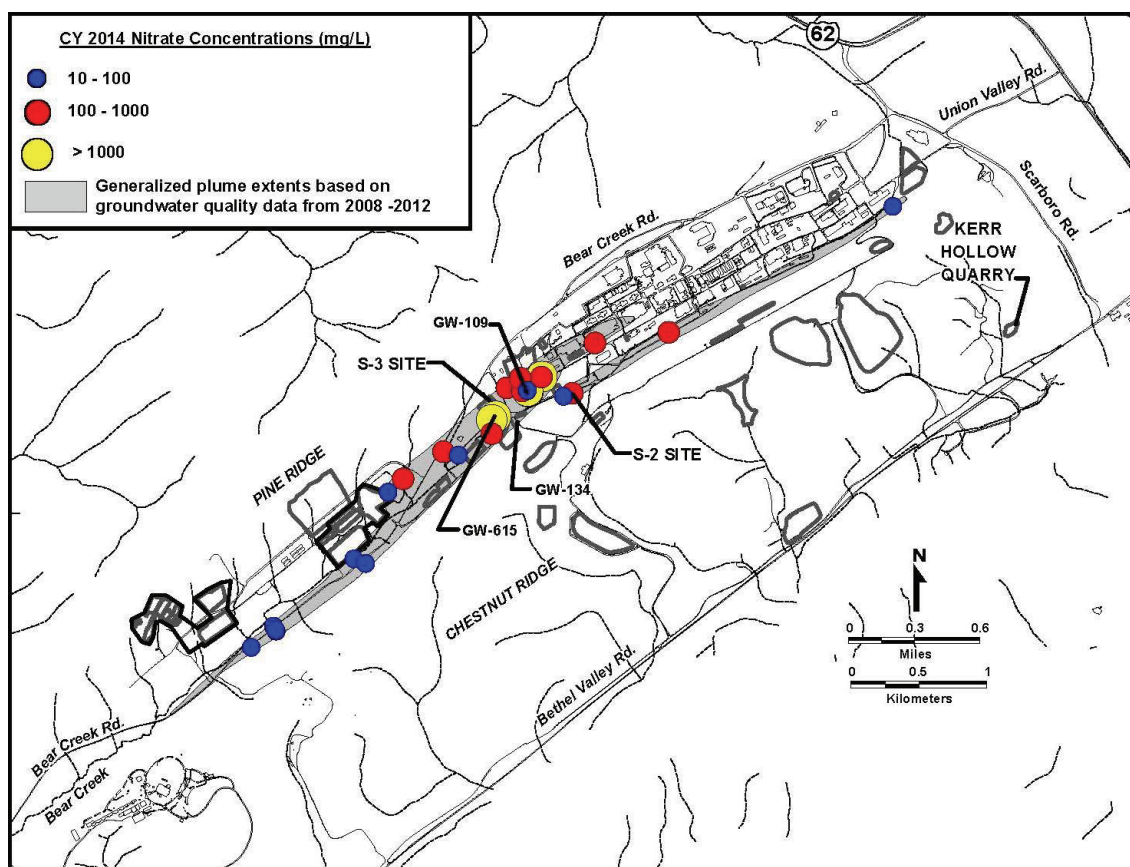 CY 2014 Nitrate Concentrations (mg/L)
10 - 100
100 - 1000
> 1000
Generalized plume extents based on
groundwater quality data from 2008 -2012
62
Union Valley Rd.
Scarboro Rd.
Bear Creek Rd.
KERR
HOLLOW
QUARRY
GW-109
S-3 SITE
S-2 SITE
PINE RIDGE
GW-134
GW-615
CHESTNUT RIDGE
N
0 0.3 0.6
Miles
0 0.5 1
Kilometers
Bethel Valley Rd.
Bear Creek Rd.
Bear Creek